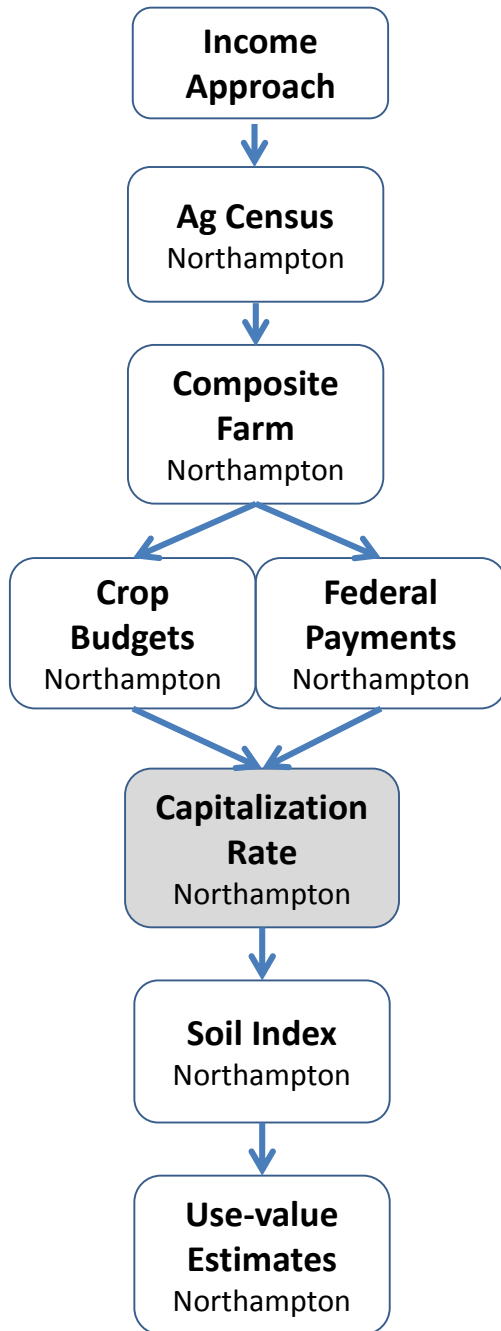 Income
Approach
Ag Census
Northampton
Composite
Farm
Northampton
Crop
Budgets
Northampton
Federal
Payments
Northampton
Capitalization
Rate
Northampton
Soil Index
Northampton
Use-value
Estimates
Northampton